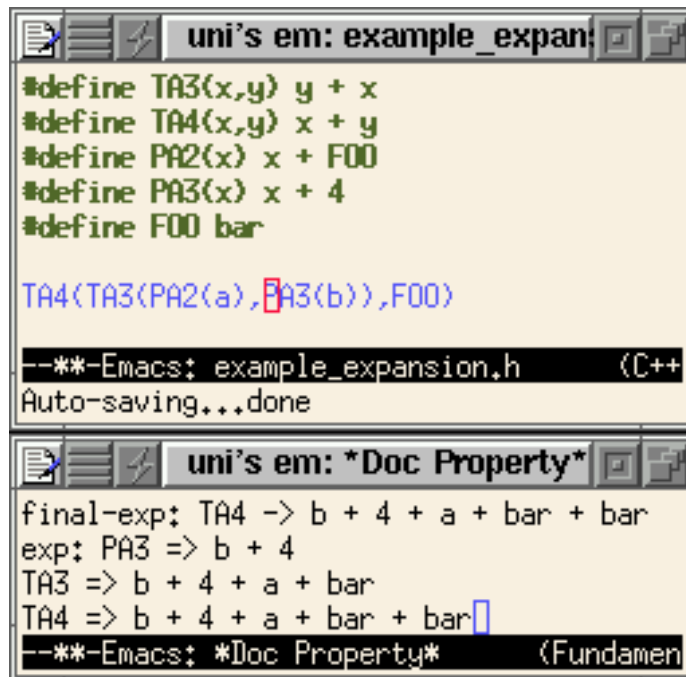 uni's em: example_expan
#define TA3(x,y) y + x
#define TA4(x,y) x + y
#define PA2(x) x + FOO
#define PA3(x) x + 4
#define FOO bar
TA4(TA3(PA2(a),PA3(b)),FOO)
--**-Emacs: example_expansion.h (C++
Auto-saving...done
uni's em: *Doc Property*
final-exp: TA4 -> b + 4 + a + bar + bar
exp: PA3 => b + 4
TA3 => b + 4 + a + bar
TA4 => b + 4 + a + bar + bar
--**-Emacs: *Doc Property* (Fundamen